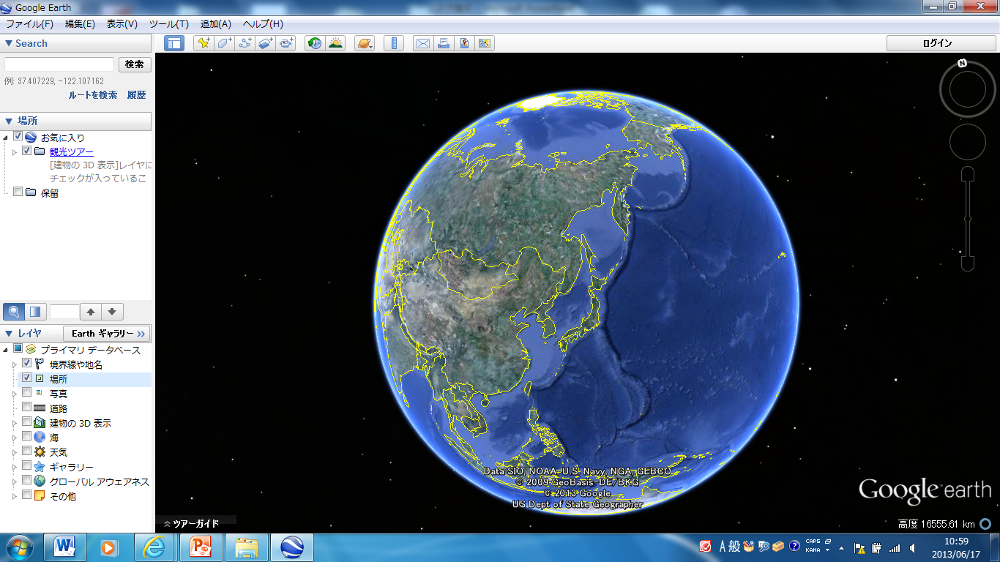 Google Earth
ファイル(F) 編集(E) 表示(V) ツール(T) 追加(A) ヘルプ(H)
Search
検索
例: 37.407229, -122.107162
ルートを検索 履歴
場所
お気に入り
観光ツアー
[建物の 3D 表示]レイヤに
チェックが入っているこ
保留
レイヤ
Earth ギャラリー >>
プライマリ データベース
境界線や地名
場所
写真
道路
建物の 3D 表示
海
天気
ギャラリー
グローバル アウェアネス
その他
ログイン
N
Data SIO, NOAA, U.S. Navy, NGA, GEBCO
© 2009 GeoBasis-DE/BKG
© 2013 Google
US Dept of State Geographer
Google earth
ツアーガイド
高度 16555.61 km
A 般
CAPS
KANA
10:59
2013/06/17